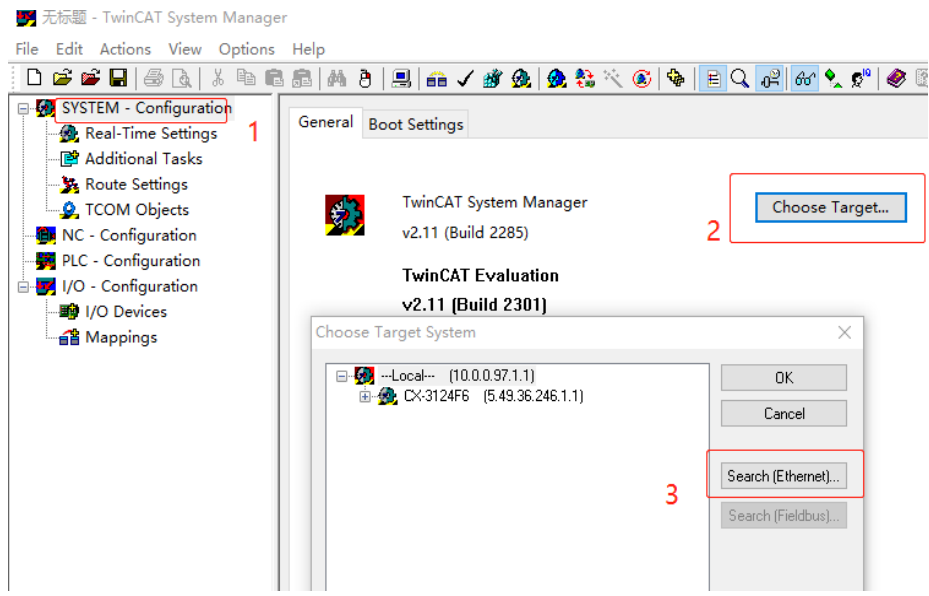 无标题 - TwinCAT System Manager
File Edit Actions View Options Help
SYSTEM - Configuration
1
Real-Time Settings
Additional Tasks
Route Settings
TCOM Objects
NC - Configuration
PLC - Configuration
I/O - Configuration
I/O Devices
Mappings
General Boot Settings
TwinCAT System Manager
v2.11 (Build 2285)
2
Choose Target...
TwinCAT Evaluation
v2.11 (Build 2301)
Choose Target System
---Local--- (10.0.0.97.1.1)
CX-3124F6 (5.49.36.246.1.1)
OK
Cancel
3
Search (Ethernet)...
Search (Fieldbus)...